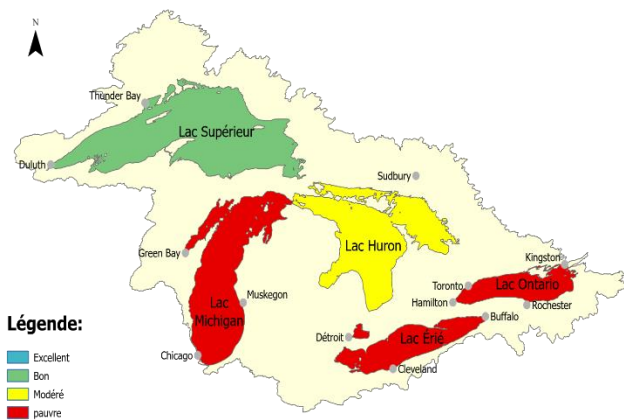 N
Thunder Bay
Lac Supérieur
Duluth
Sudbury
Lac Huron
Green Bay
Kingston
Toronto
Lac Ontario
Hamilton
Rochester
Muskegon
Lac
Michigan
Buffalo
Détroit
Lac Érié
Chicago
Cleveland
Légende:
Excellent
Bon
Modéré
pauvre